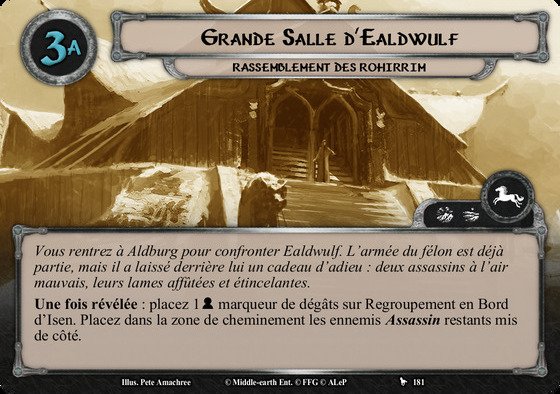 3A
GRANDE SALLE D'EALDWULF
RASSEMBLEMENT DES ROHIRRIM
Vous rentrez à Aldburg pour confronter Ealdwulf. L'armée du félon est déjà
partie, mais il a laissé derrière lui un cadeau d'adieu : deux assassins à l'air
mauvais, leurs lames affûtées et étincelantes.
Une fois révélée : placez 1 marqueur de dégâts sur Regroupement en Bord
d'Isen. Placez dans la zone de cheminement les ennemis Assassin restants mis
de côté.
Illus. Pete Amachree © Middle-earth Ent. © FFG © ALeP 181